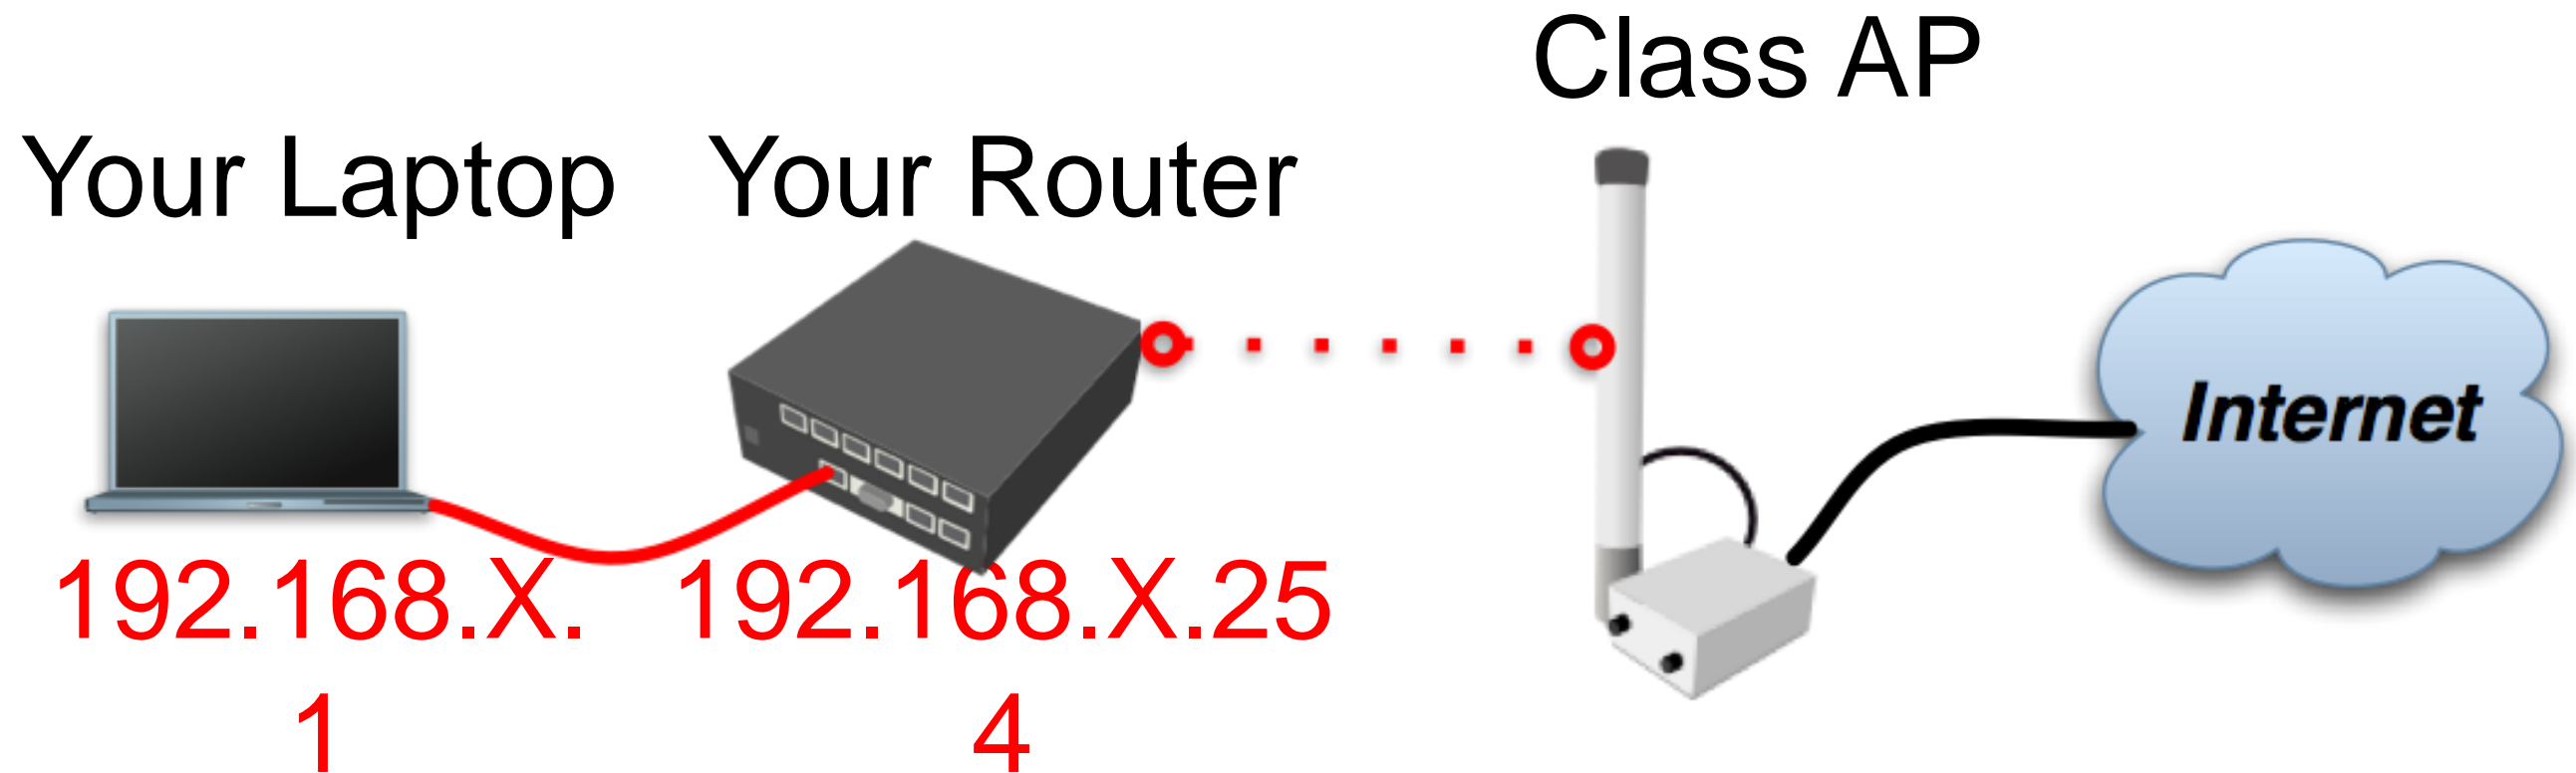 Class AP
Your Laptop
Your Router
Internet
192.168.X.
1
192.168.X.25
4